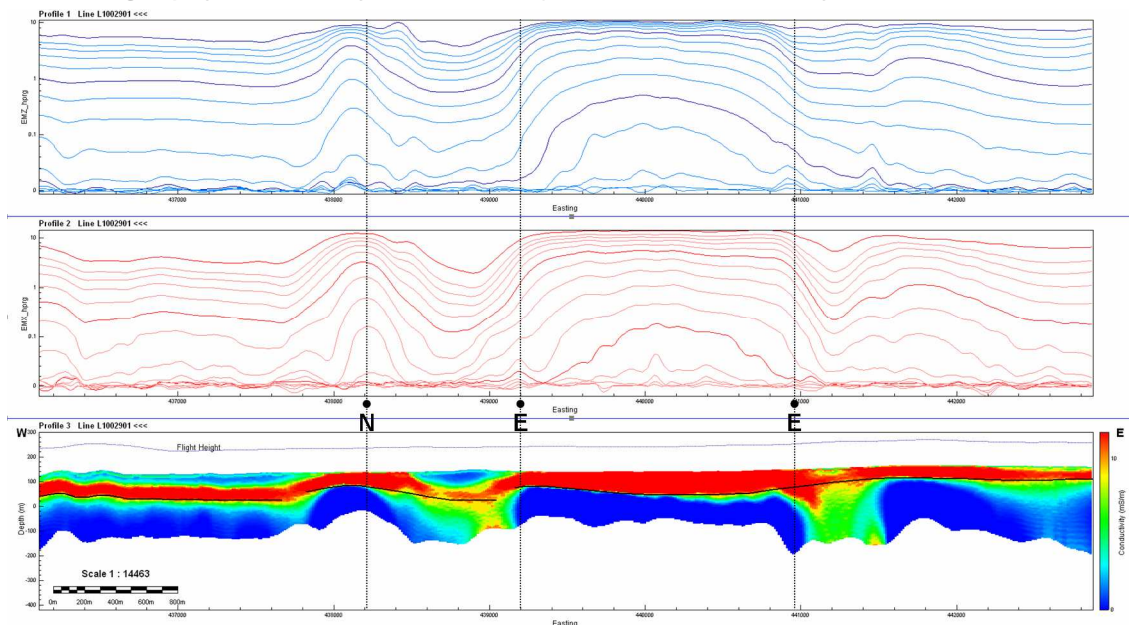 Profile 1 Line L1002901 <<<
10
1
0.1
0
EMZ_hprg
437000 438000 439000 440000 441000 442000
Easting
Profile 2 Line L1002901 <<<
10
1
0.1
0
EMX_hprg
437000 438000 439000 440000 441000 442000
Easting
N E E
Profile 3 Line L1002901 <<<
W E
300
200
100
0
-100
-200
-300
-400
Depth (m)
Flight Height
10
0
Conductivity (mS/m)
Scale 1 : 14463
0m 200m 400m 600m 800m
437000 438000 439000 440000 441000 442000
Easting